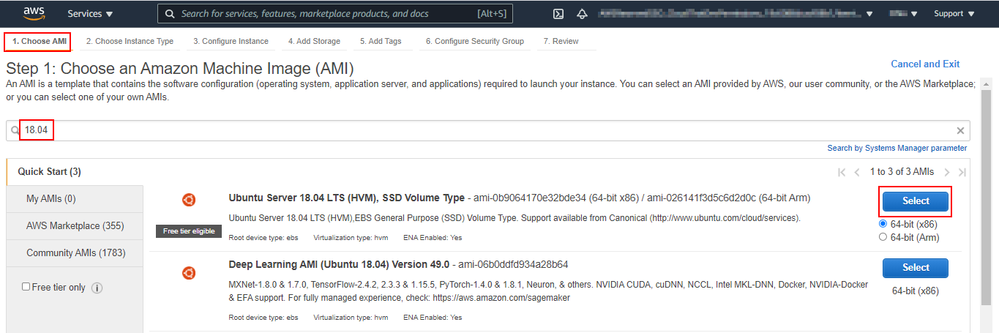 aws Services Search for services, features, marketplace products, and docs [Alt+S] Support
1. Choose AMI 2. Choose Instance Type 3. Configure Instance 4. Add Storage 5. Add Tags 6. Configure Security Group 7. Review
Step 1: Choose an Amazon Machine Image (AMI) Cancel and Exit
An AMI is a template that contains the software configuration (operating system, application server, and applications) required to launch your instance. You can select an AMI provided by AWS, our user community, or the AWS Marketplace;
or you can select one of your own AMIs.
18.04
Search by Systems Manager parameter
Quick Start (3) 1 to 3 of 3 AMIs
My AMIs (0)
AWS Marketplace (355)
Community AMIs (1783)
Free tier only
Ubuntu Server 18.04 LTS (HVM), SSD Volume Type - ami-0b9064170e32bde34 (64-bit x86) / ami-026141f3d5c6d2d0c (64-bit Arm)
Free tier eligible
Ubuntu Server 18.04 LTS (HVM),EBS General Purpose (SSD) Volume Type. Support available from Canonical (http://www.ubuntu.com/cloud/services).
Root device type: ebs Virtualization type: hvm ENA Enabled: Yes
Select
64-bit (x86)
64-bit (Arm)
Deep Learning AMI (Ubuntu 18.04) Version 49.0 - ami-06b0ddfd934a28b64
MXNet-1.8.0 & 1.7.0, TensorFlow-2.4.2, 2.3.3 & 1.15.5, PyTorch-1.4.0 & 1.8.1, Neuron, & others. NVIDIA CUDA, cuDNN, NCCL, Intel MKL-DNN, Docker, NVIDIA-Docker
& EFA support. For fully managed experience, check: https://aws.amazon.com/sagemaker
Root device type: ebs Virtualization type: hvm ENA Enabled: Yes
Select
64-bit (x86)